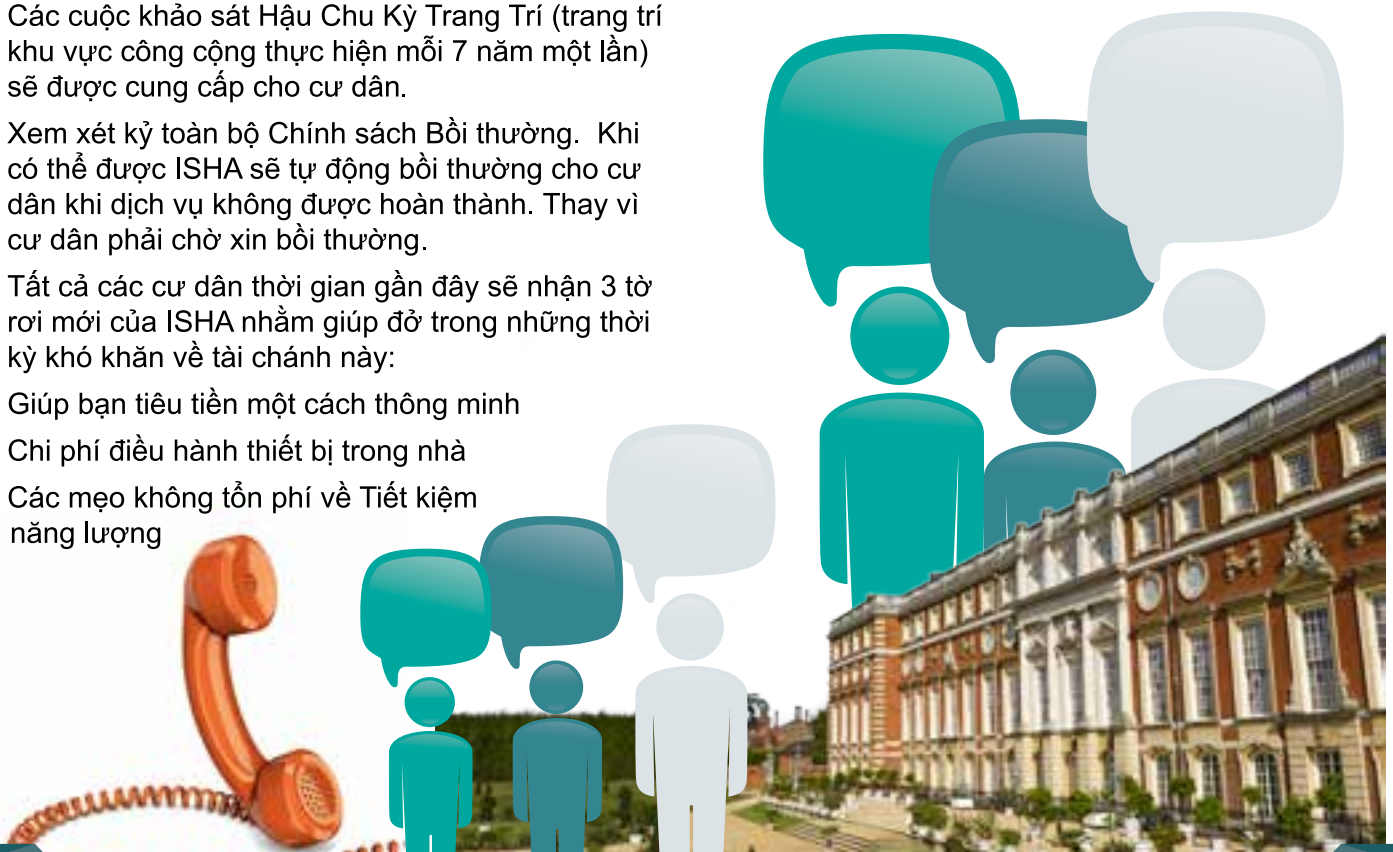 Các cuộc khảo sát Hậu Chu Kỳ Trang Trí (trang trí
khu vực công cộng thực hiện mỗi 7 năm một lần)
sẽ được cung cấp cho cư dân.
Xem xét kỷ toàn bộ Chính sách Bồi thường.  Khi
có thể được ISHA sẽ tự động bồi thường cho cư
dân khi dịch vụ không được hoàn thành. Thay vì
cư dân phải chờ xin bồi thường.
Tất cả các cư dân thời gian gần đây sẽ nhận 3 tờ
rơi mới của ISHA nhằm giúp đở trong những thời
kỳ khó khăn về tài chánh này:
Giúp bạn tiêu tiền một cách thông minh
Chi phí điều hành thiết bị trong nhà
Các mẹo không tổn phí về Tiết kiệm
năng lượng